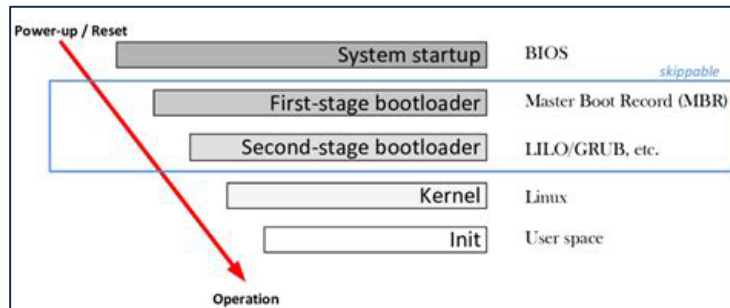 Power-up / Reset
System startup BIOS
skippable
First-stage bootloader Master Boot Record (MBR)
Second-stage bootloader LILO/GRUB, etc.
Kernel Linux
Init User space
Operation